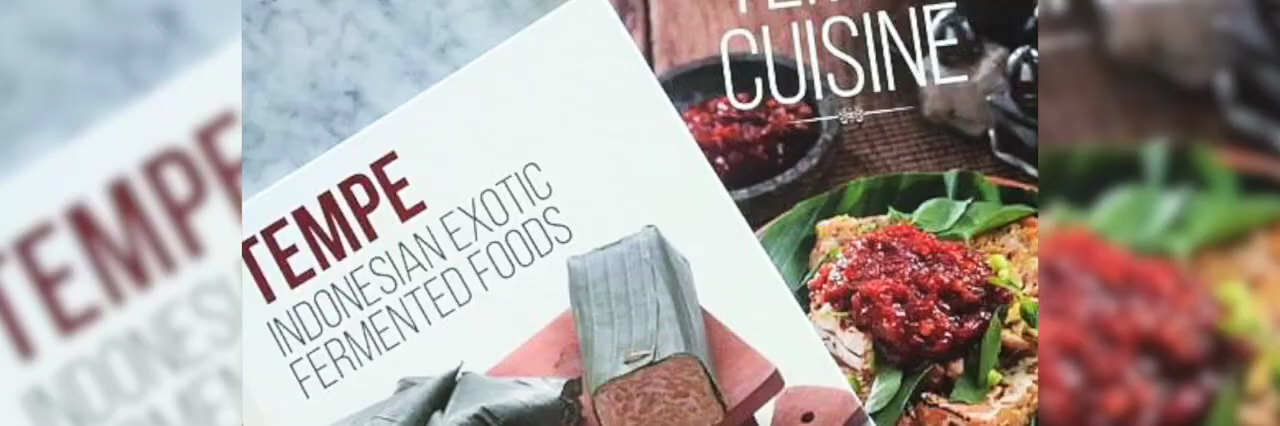 TEMPE
INDONESIAN EXOTIC
FERMENTED FOODS
CUISINE